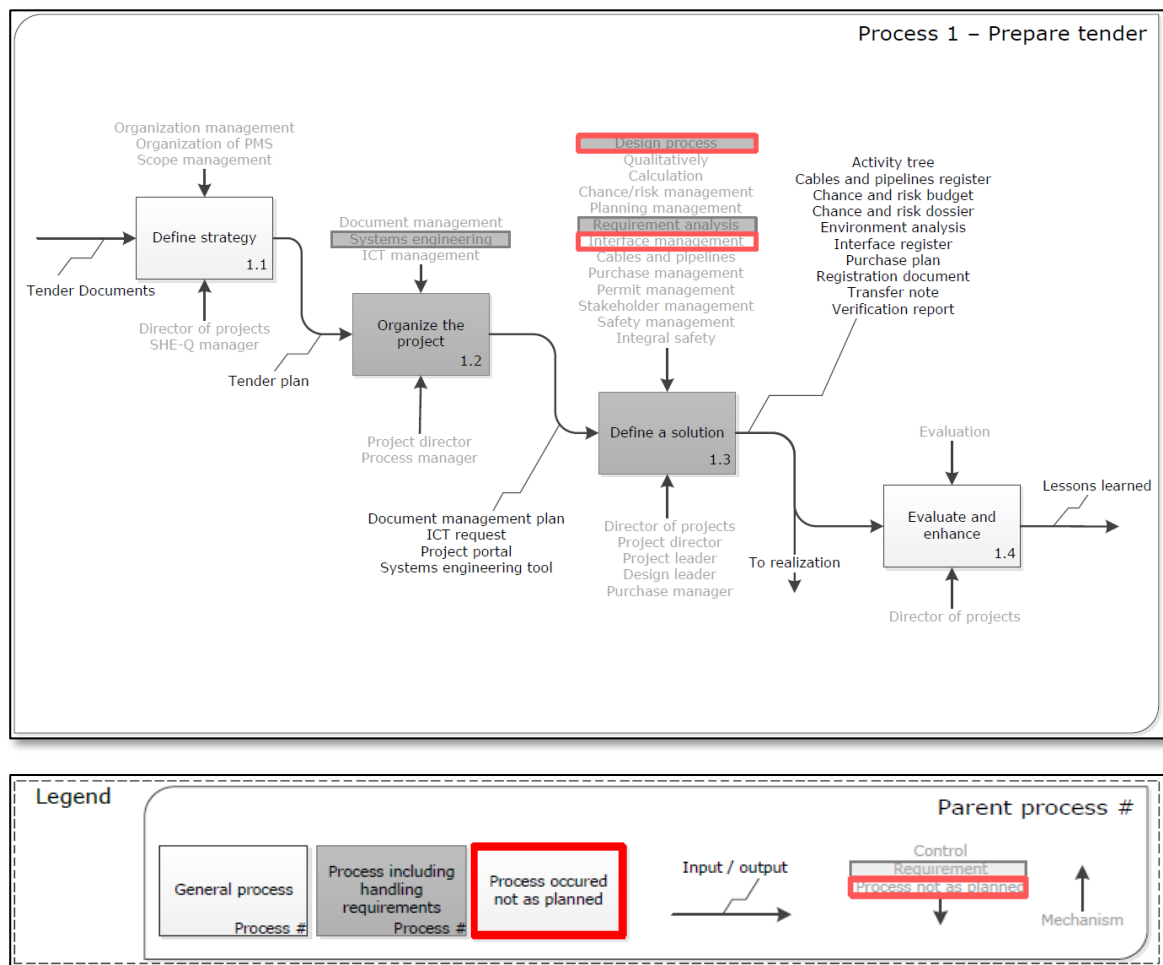 Process 1 – Prepare tender
Organization management
Organization of PMS
Scope management
Define strategy
1.1
Tender Documents
Director of projects
SHE-Q manager
Tender plan
Document management
Systems engineering
ICT management
Organize the
project
1.2
Project director
Process manager
Document management plan
ICT request
Project portal
Systems engineering tool
Design process
Qualitatively
Calculation
Chance/risk management
Planning management
Requirement analysis
Interface management
Cables and pipelines
Purchase management
Permit management
Stakeholder management
Safety management
Integral safety
Define a solution
1.3
Director of projects
Project director
Project leader
Design leader
Purchase manager
Activity tree
Cables and pipelines register
Chance and risk budget
Chance and risk dossier
Environment analysis
Interface register
Purchase plan
Registration document
Transfer note
Verification report
To realization
Evaluation
Evaluate and
enhance
1.4
Director of projects
Lessons learned
Legend
Parent process #
General process
Process #
Process including
handling
requirements
Process #
Process occured
not as planned
Input / output
Control
Requirement
Process not as planned
Mechanism